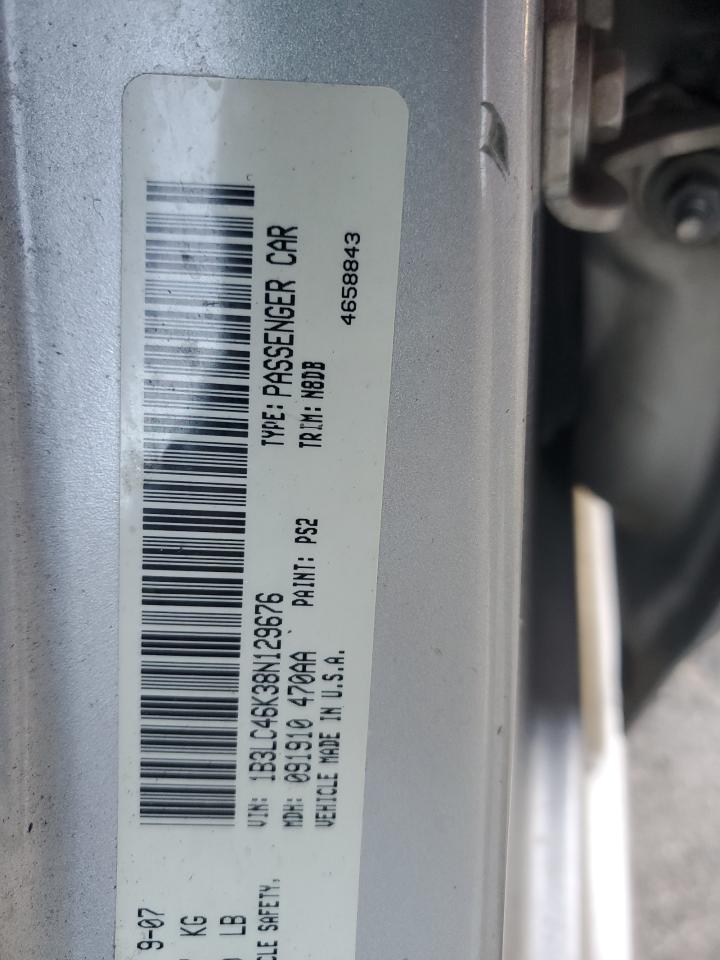 9-07
KG
LB
CLE SAFETY,
VIN: 1B3LC46K38N129676 TYPE: PASSENGER CAR
MDH: 091910 470AA PAINT: PS2 TRIM: N8DB
VEHICLE MADE IN U.S.A. 4658843